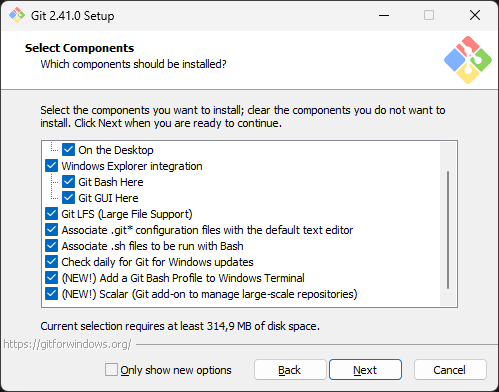 Git 2.41.0 Setup
Select Components
Which components should be installed?
Select the components you want to install; clear the components you do not want to
install. Click Next when you are ready to continue.
On the Desktop
Windows Explorer integration
Git Bash Here
Git GUI Here
Git LFS (Large File Support)
Associate .git* configuration files with the default text editor
Associate .sh files to be run with Bash
Check daily for Git for Windows updates
(NEW!) Add a Git Bash Profile to Windows Terminal
(NEW!) Scalar (Git add-on to manage large-scale repositories)
Current selection requires at least 314,9 MB of disk space.
https://gitforwindows.org/
Only show new options
Back
Next
Cancel